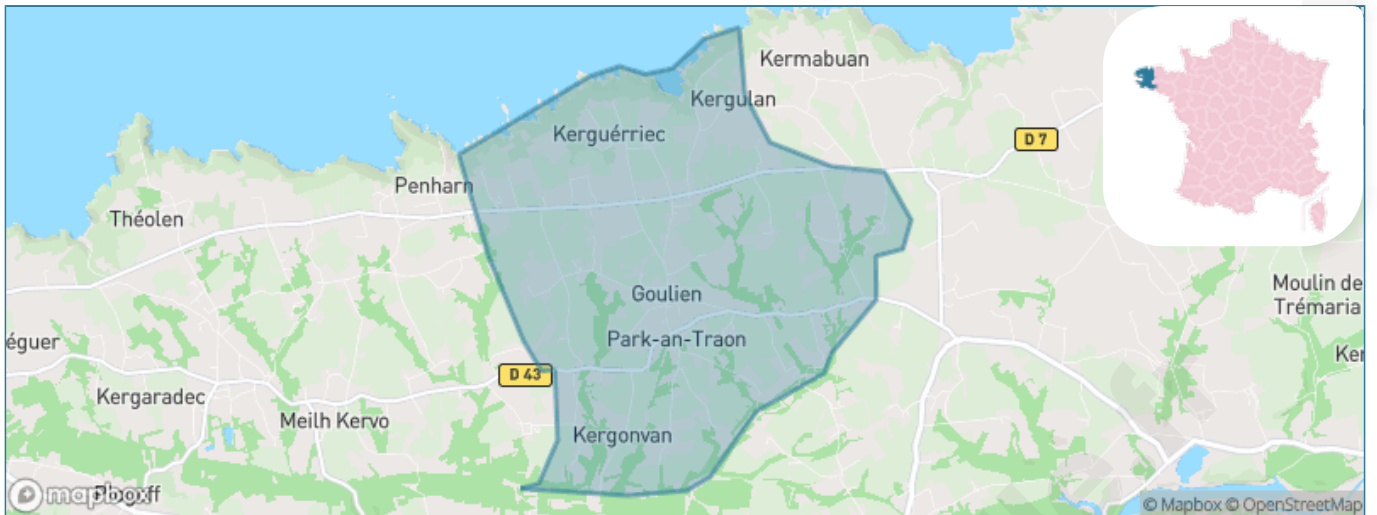 Kermabuan
Kergulan
Kerguérriec
D 7
Penharn
Théolen
Goulien
Moulin de
Trémaria
Park-an-Traon
éguer
Ker
D 43
Kergaradec
Meilh Kervo
Kergonvan
mapbox
© Mapbox © OpenStreetMap